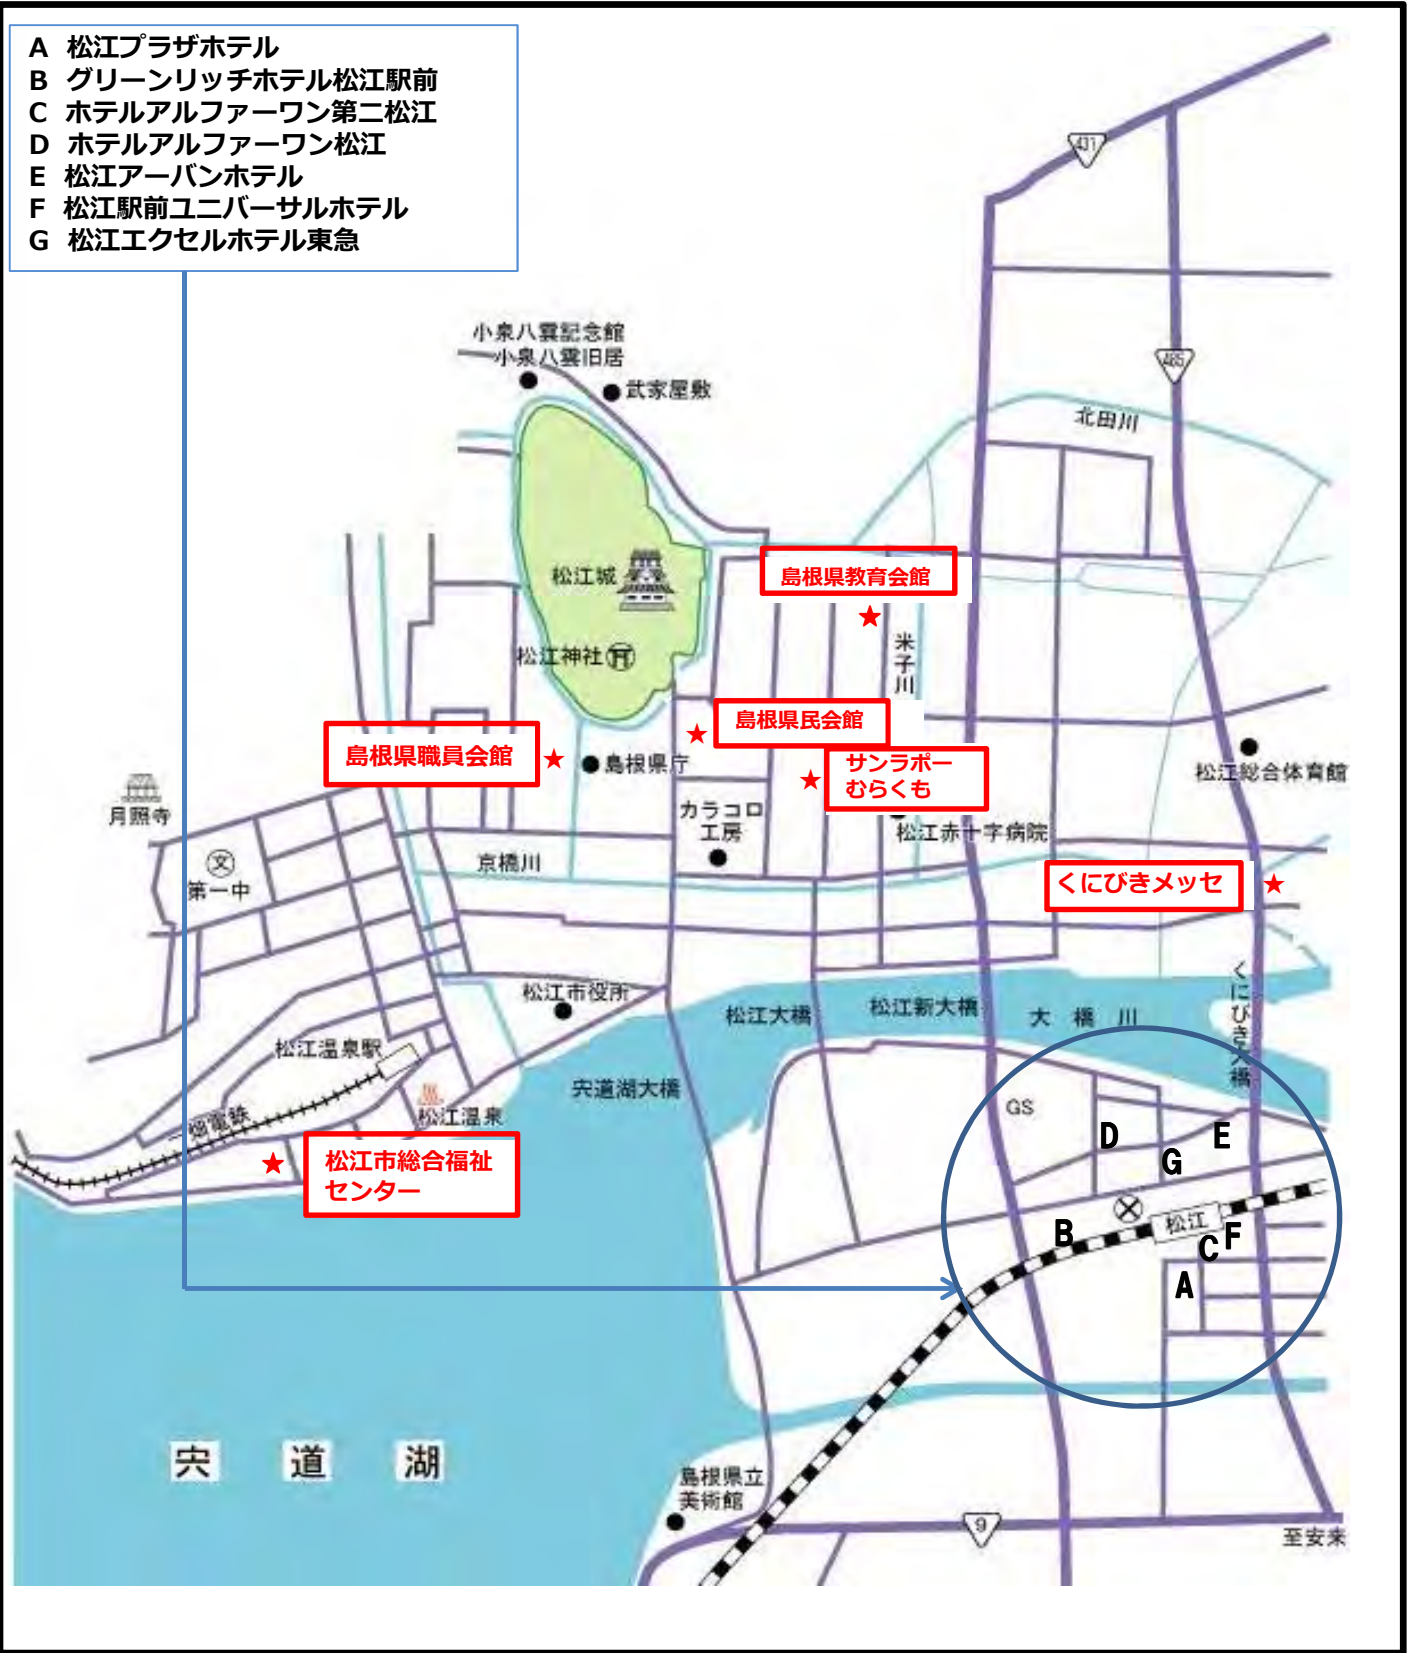 A 松江プラザホテル
B グリーンリッチホテル松江駅前
C ホテルアルファーワン第二松江
D ホテルアルファーワン松江
E 松江アーバンホテル
F 松江駅前ユニバーサルホテル
G 松江エクセルホテル東急
431
小泉八雲記念館
小泉八雲旧居
武家屋敷
485
北田川
松江城
島根県教育会館
松江神社
米子川
島根県民会館
島根県職員会館
島根県庁
サンラポー
むらくも
松江総合体育館
月照寺
カラコロ
工房
松江赤十字病院
文
第一中
京橋川
くにびきメッセ
松江市役所
松江大橋
松江新大橋
大橋川
くにびき大橋
松江温泉駅
宍道湖大橋
松江温泉
畑電鉄
GS
D
E
G
松江市総合福祉
センター
松江
B
C
F
A
宍道湖
島根県立
美術館
9
至安来